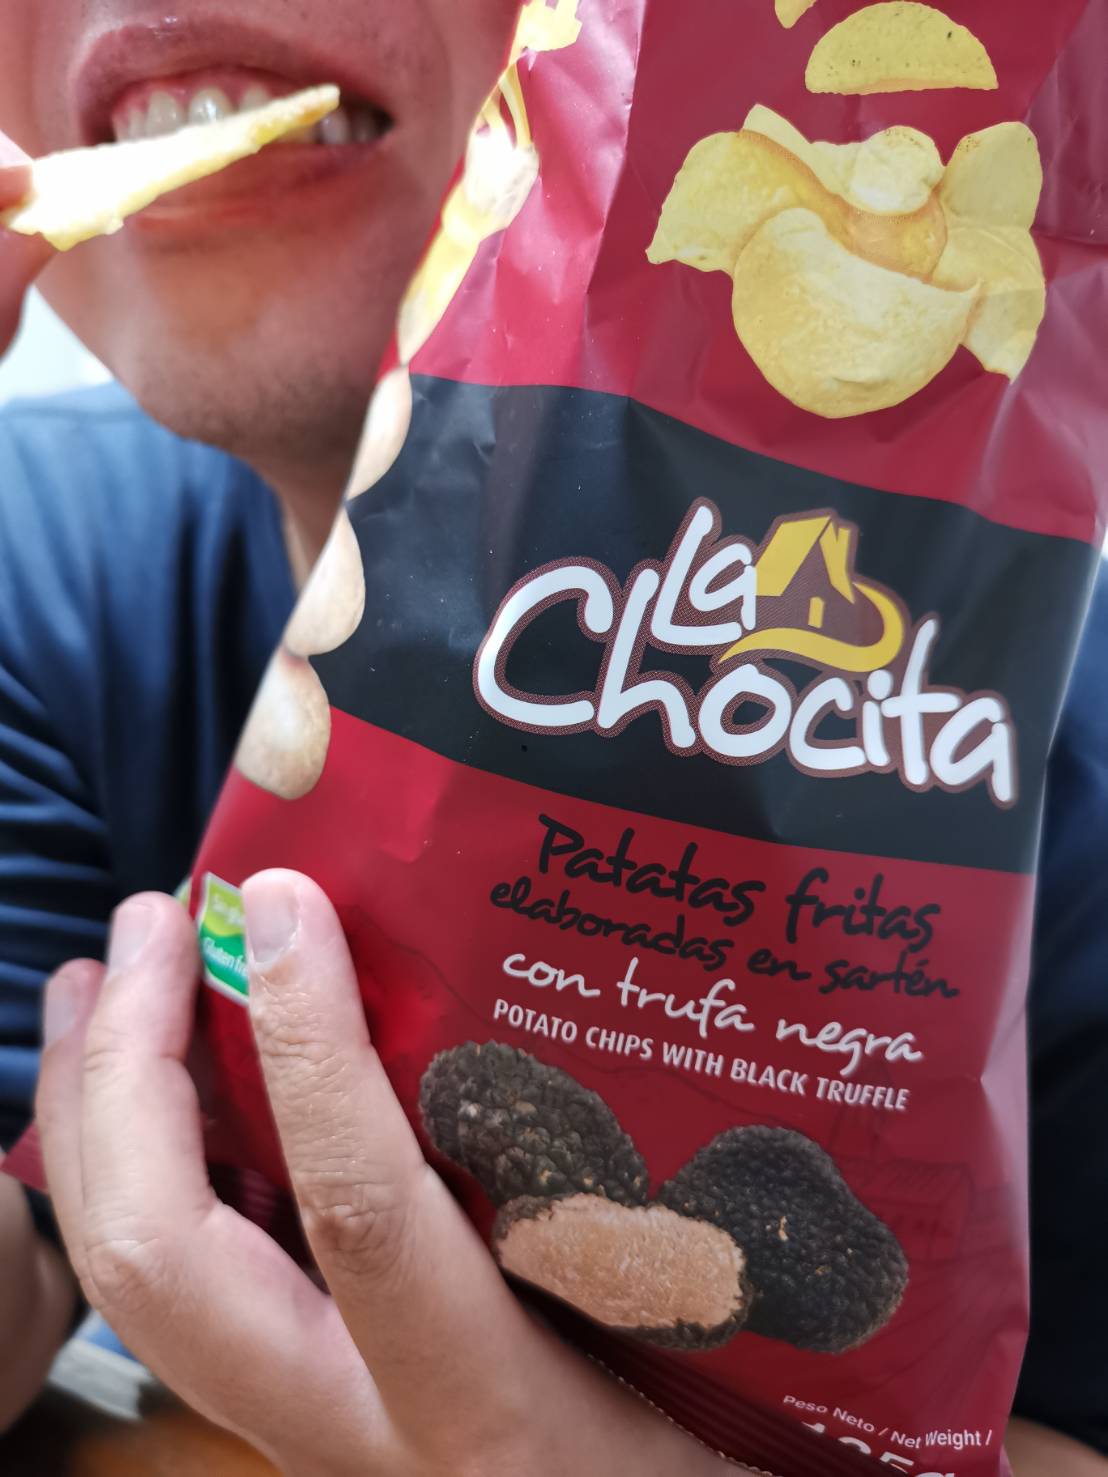 La
Chocita
Patatas fritas
elaboradas en sartén
con trufa negra
POTATO CHIPS WITH BLACK TRUFFLE
Gluten
Peso Neto / Net Weight /